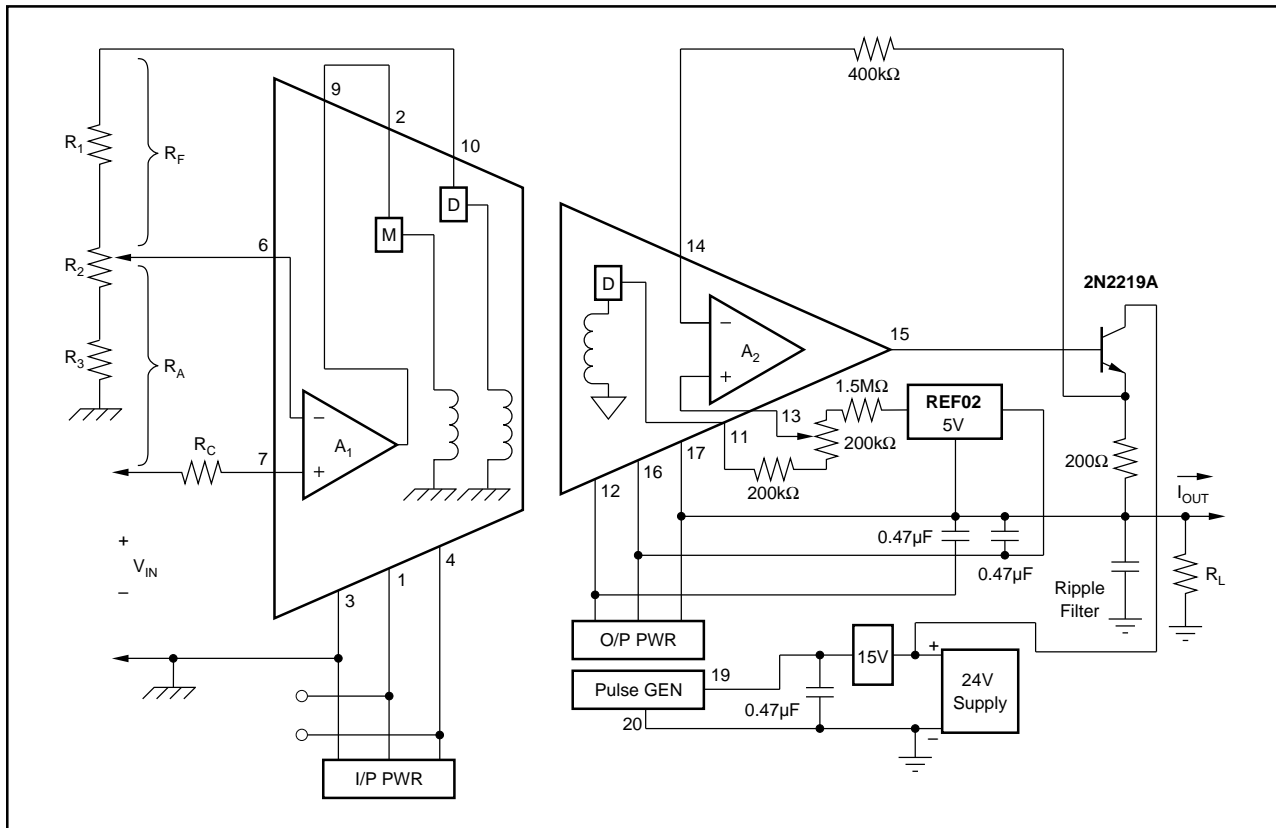 9
2
10
400kΩ
R1
RF
D
M
6
R2
14
D
2N2219A
–
A2
+
15
R3
RA
1.5MΩ
REF02
5V
13
–
A1
+
RC
7
11
200kΩ
17
200kΩ
16
12
200Ω
IOUT
+
VIN
–
4
1
3
0.47µF
0.47µF
Ripple
Filter
RL
O/P PWR
19
Pulse GEN
20
0.47µF
15V
+
24V
Supply
–
I/P PWR